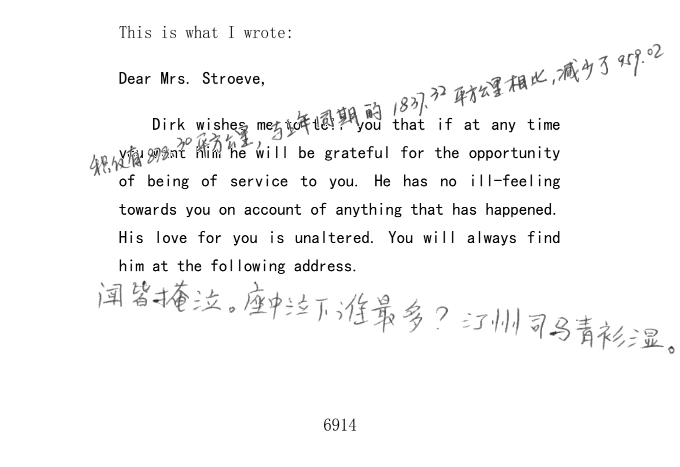 This is what I wrote:
Dear Mrs. Stroeve,
积仅有878.30平方公里，与去年同期的1837.32平方公里相比，减少了959.02
Dirk wishes me to tell you that if at any time
you want him he will be grateful for the opportunity
of being of service to you. He has no ill-feeling
towards you on account of anything that has happened.
His love for you is unaltered. You will always find
him at the following address.
闻皆掩泣。座中泣下谁最多？江州司马青衫湿。
6914